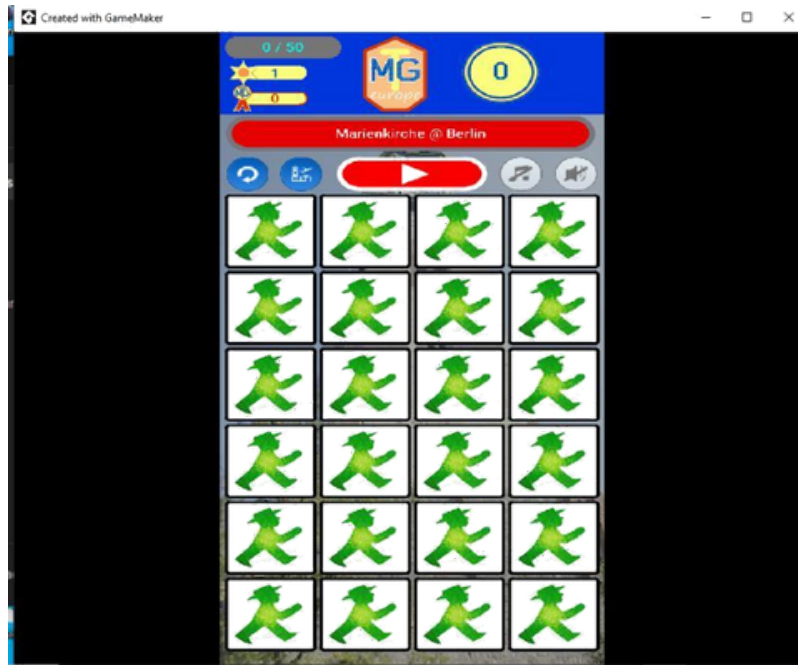 Created with GameMaker
0 / 50
1
0
MG
T
europe
0
Marienkirche @ Berlin